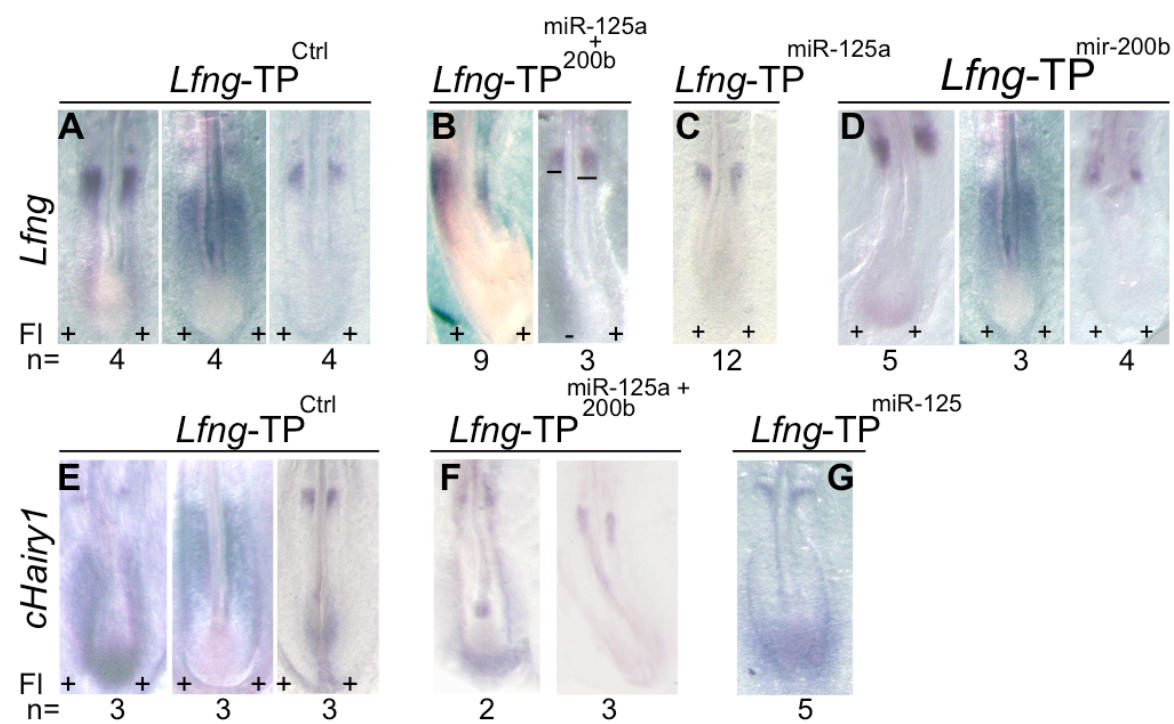 Lfng-TP Ctrl
Lfng-TP miR-125a + 200b
Lfng-TP miR-125a
Lfng-TP mir-200b
A
B
C
D
Lfng
– –
Fl + + + + + + + + - + + + + + + + + +
n= 4 4 4 9 3 12 5 3 4
Lfng-TP Ctrl
Lfng-TP miR-125a + 200b
Lfng-TP miR-125
E
F
G
cHairy1
Fl + + + + + +
n= 3 3 3 2 3 5